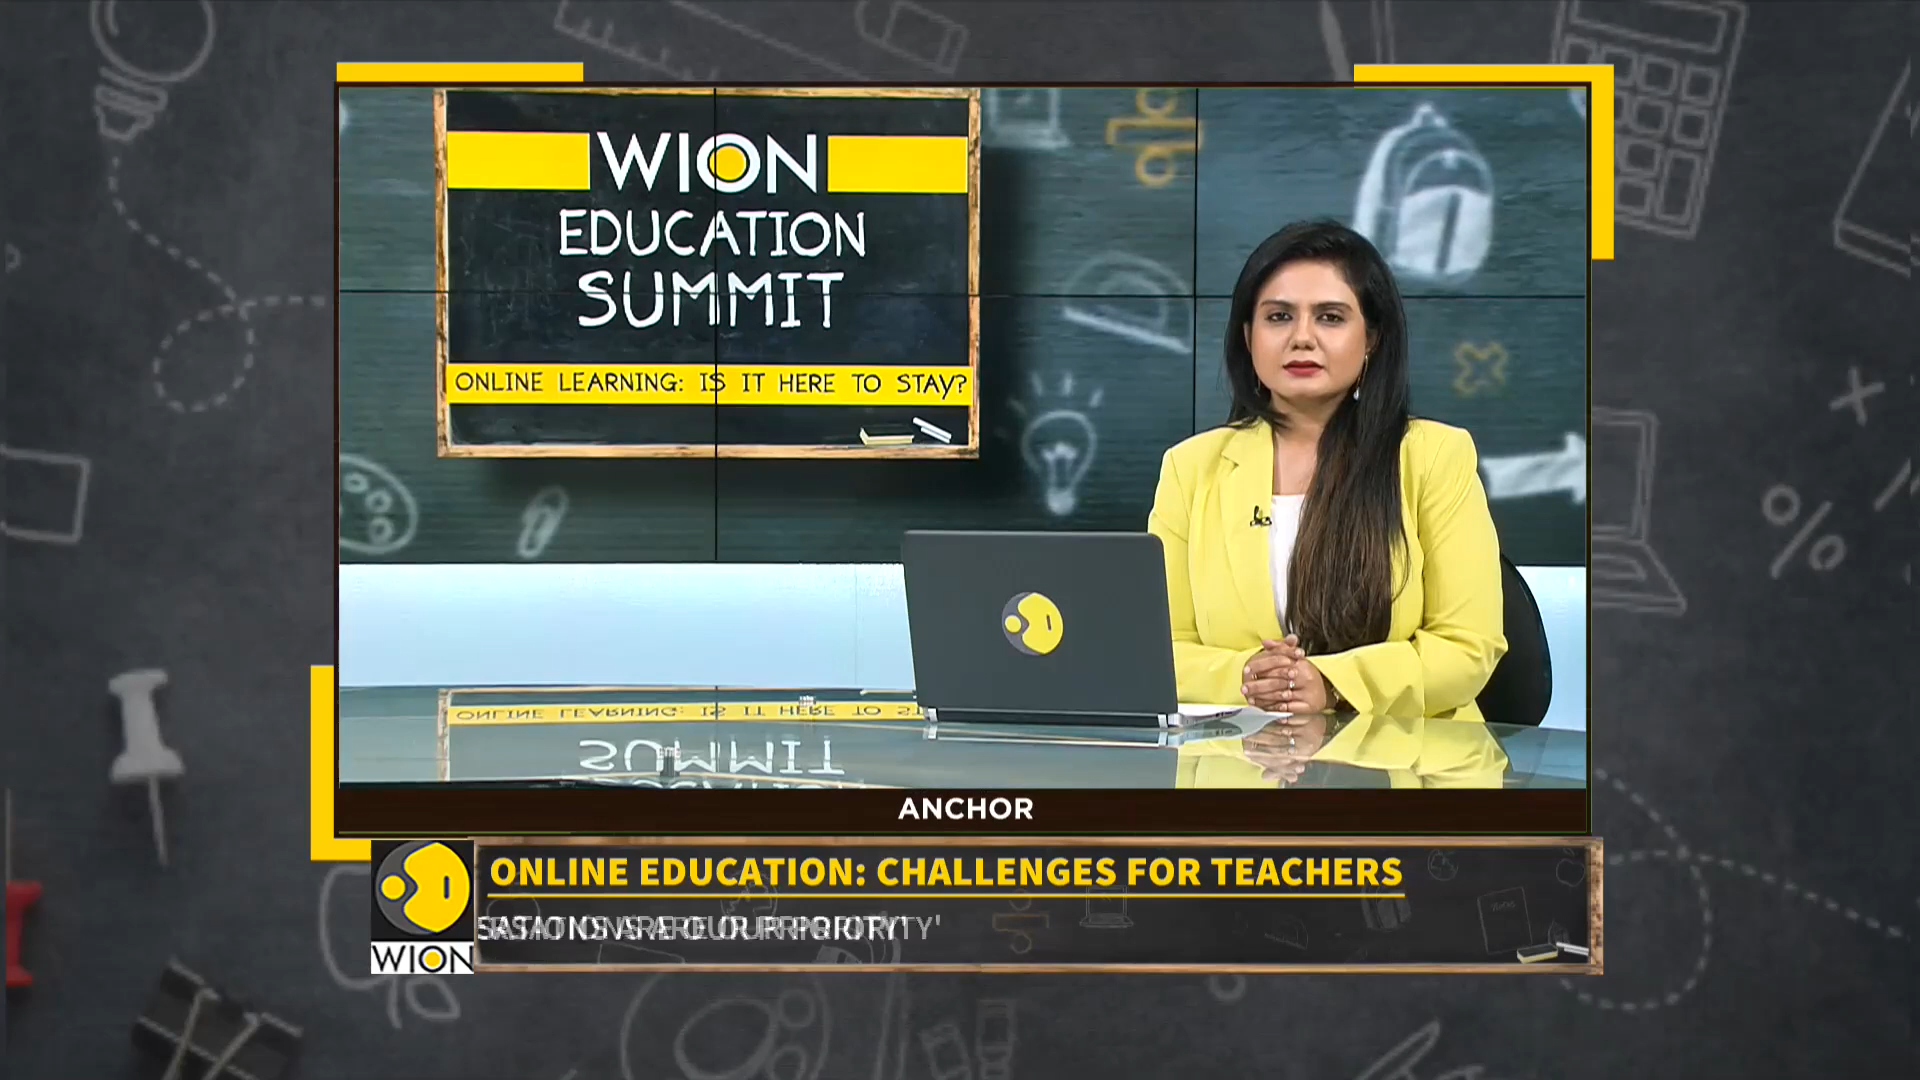 WION
EDUCATION
SUMMIT
ONLINE LEARNING: IS IT HERE TO STAY?
ANCHOR
ONLINE EDUCATION: CHALLENGES FOR TEACHERS
WION